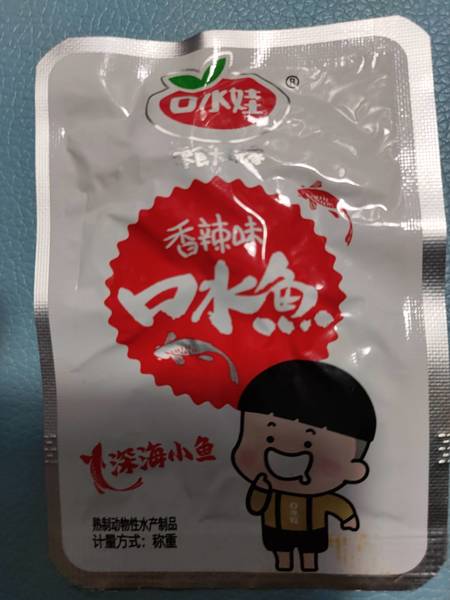 口水娃
®
香辣味
口水魚
深海小鱼
熟制动物性水产制品
计量方式：称重